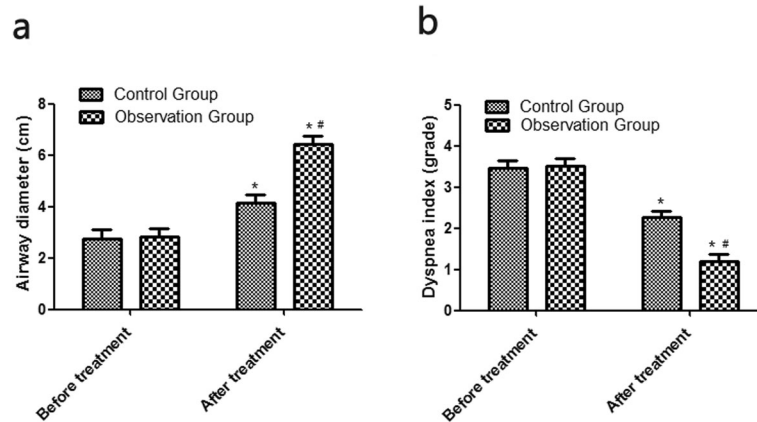 a
Control Group
Observation Group
Airway diameter (cm)
8
6
4
2
0
*
* #
Before treatment
After treatment
b
Control Group
Observation Group
Dyspnea index (grade)
5
4
3
2
1
0
*
* #
Before treatment
After treatment